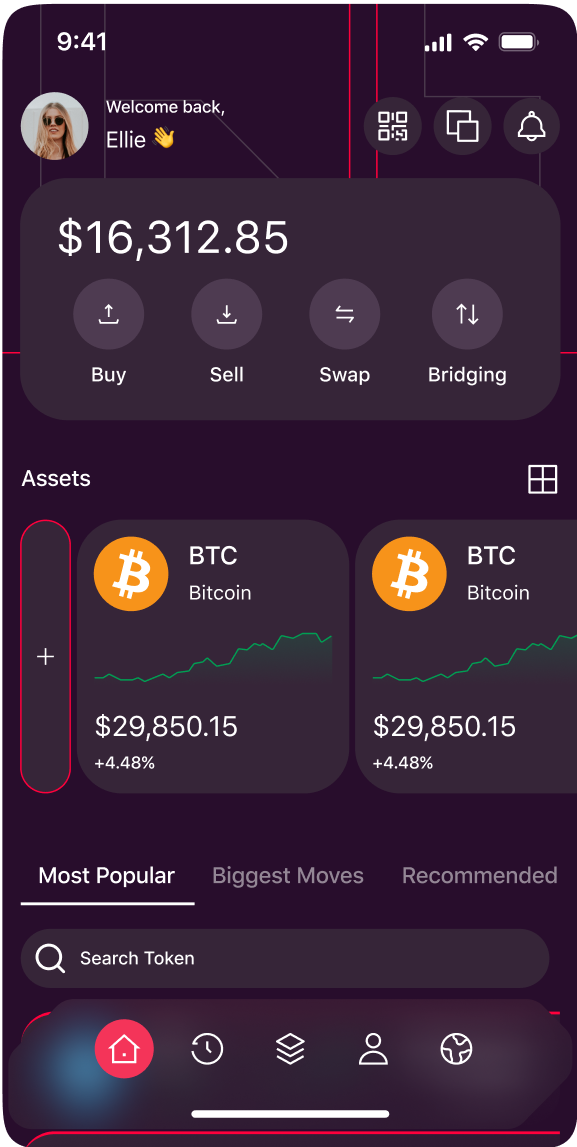 9:41
Welcome back,
Ellie 👋
$16,312.85
Buy Sell Swap Bridging
Assets
BTC BTC
Bitcoin Bitcoin
+
$29,850.15 $29,850.15
+4.48% +4.48%
Most Popular Biggest Moves Recommended
Search Token